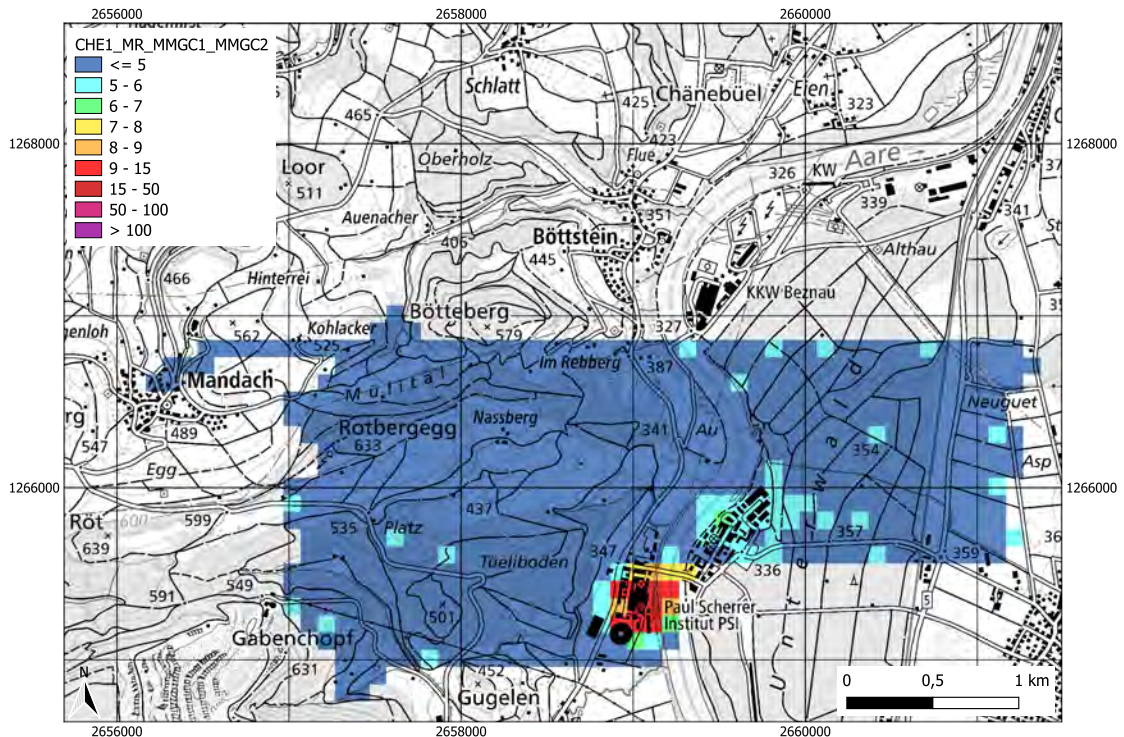 2656000
2658000
2660000
CHE1_MR_MMGC1_MMGC2
<= 5
5 - 6
6 - 7
7 - 8
8 - 9
9 - 15
15 - 50
50 - 100
> 100
Schlatt
Chänebüel
Eien
425
323
465
423
1268000
1268000
Flue
Oberholz
Aare
Loor
326
KW
511
339
351
341
Auenacher
406
Böttstein
Althau
445
466
Hinterrei
KKW Beznau
Bötteberg
327
562
Kohlacker
579
525
Im Rebberg
387
Mandach
Mülital
Neuguet
Nassberg
Rotbergegg
341
Au
547
489
633
354
Egg
Asp
1266000
1266000
437
Röt
600
599
535
Platz
357
639
Tüeliboden
347
359
336
549
591
501
Paul Scherrer
Institut PSI
5
Gabenchopf
Unterwald
631
452
Gugelen
N
0
0,5
1 km
2656000
2658000
2660000